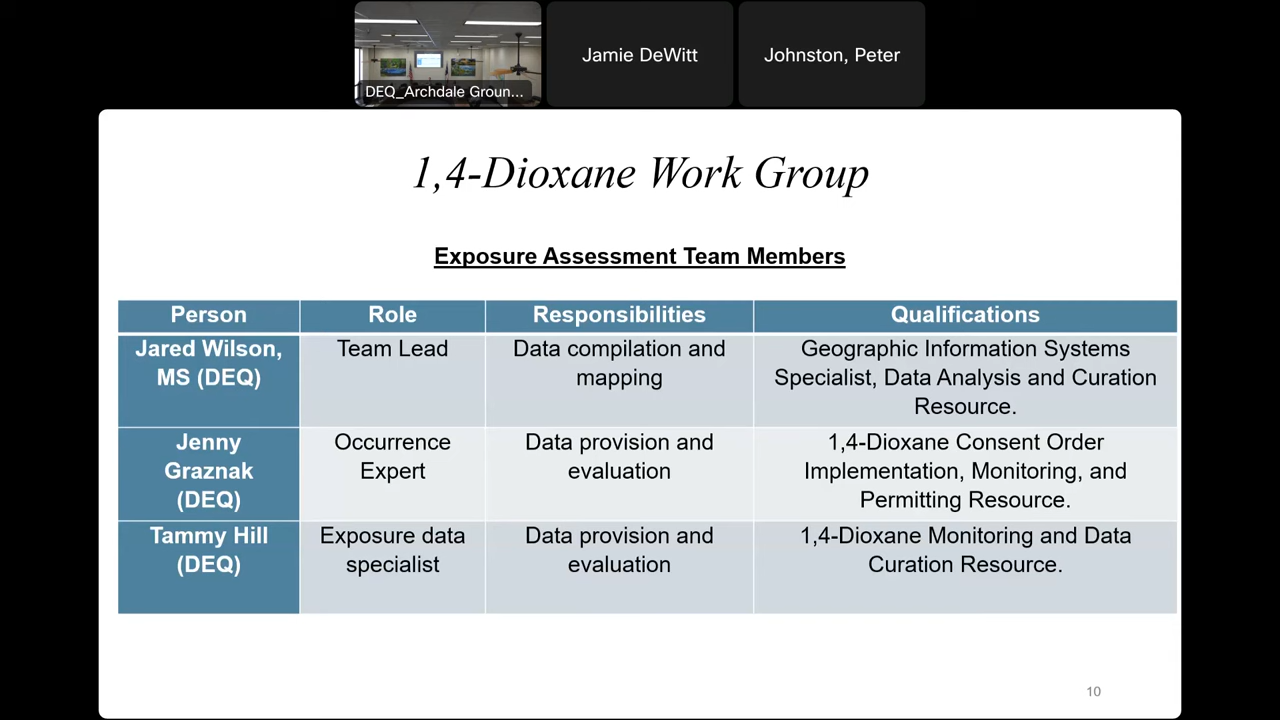 DEQ_Archdale Groun...
Jamie DeWitt
Johnston, Peter
1,4-Dioxane Work Group
Exposure Assessment Team Members
Person
Role
Responsibilities
Qualifications
Jared Wilson,
MS (DEQ)
Team Lead
Data compilation and
mapping
Geographic Information Systems
Specialist, Data Analysis and Curation
Resource.
Jenny
Graznak
(DEQ)
Occurrence
Expert
Data provision and
evaluation
1,4-Dioxane Consent Order
Implementation, Monitoring, and
Permitting Resource.
Tammy Hill
(DEQ)
Exposure data
specialist
Data provision and
evaluation
1,4-Dioxane Monitoring and Data
Curation Resource.
10